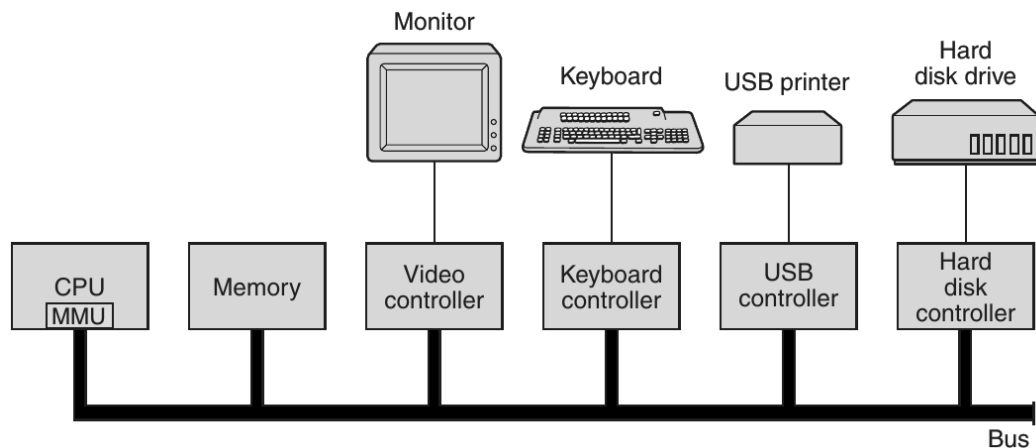 Monitor
Keyboard
USB printer
Hard
disk drive
CPU
MMU
Memory
Video
controller
Keyboard
controller
USB
controller
Hard
disk
controller
Bus